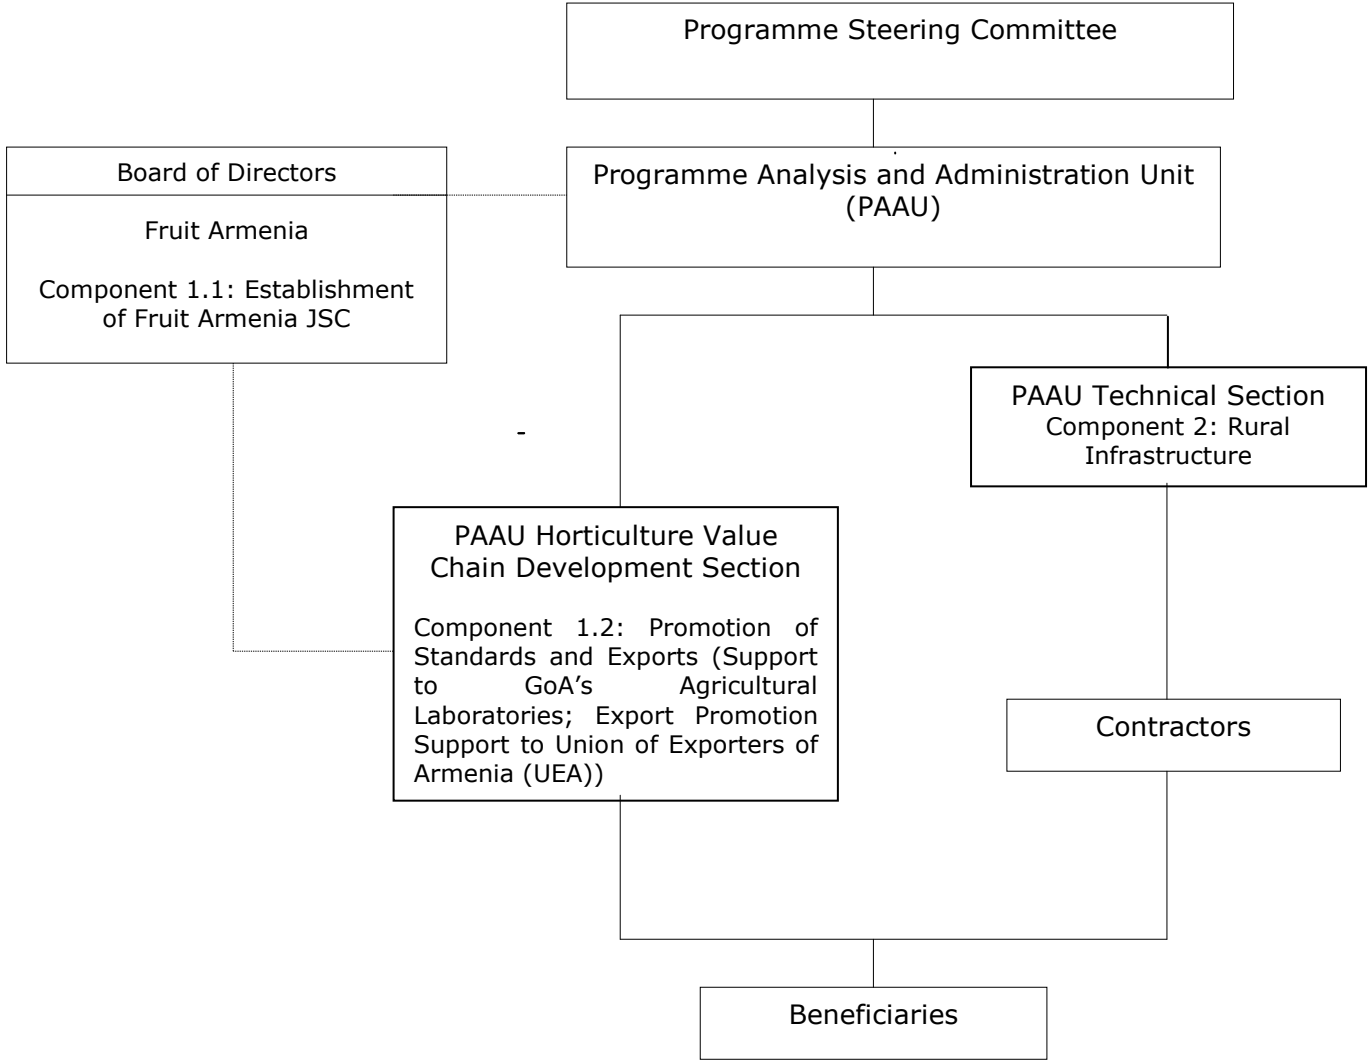 Programme Steering Committee
Board of Directors
Fruit Armenia
Component 1.1: Establishment
of Fruit Armenia JSC
Programme Analysis and Administration Unit
(PAAU)
PAAU Technical Section
Component 2: Rural
Infrastructure
-
PAAU Horticulture Value
Chain Development Section
Component 1.2: Promotion of
Standards and Exports (Support
to GoA’s Agricultural
Laboratories; Export Promotion
Support to Union of Exporters of
Armenia (UEA))
Contractors
Beneficiaries